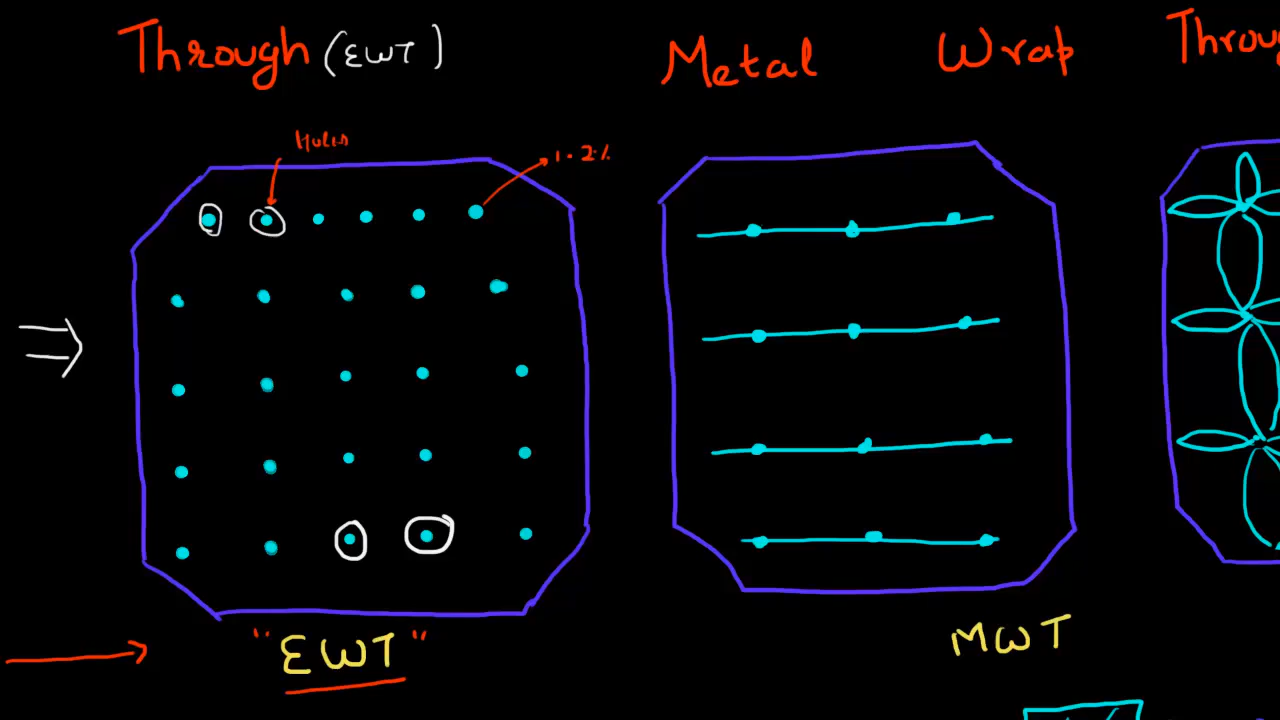 Through (EWT)
Metal Wrap Throu
Holes
1.2%
"EWT"
MWT